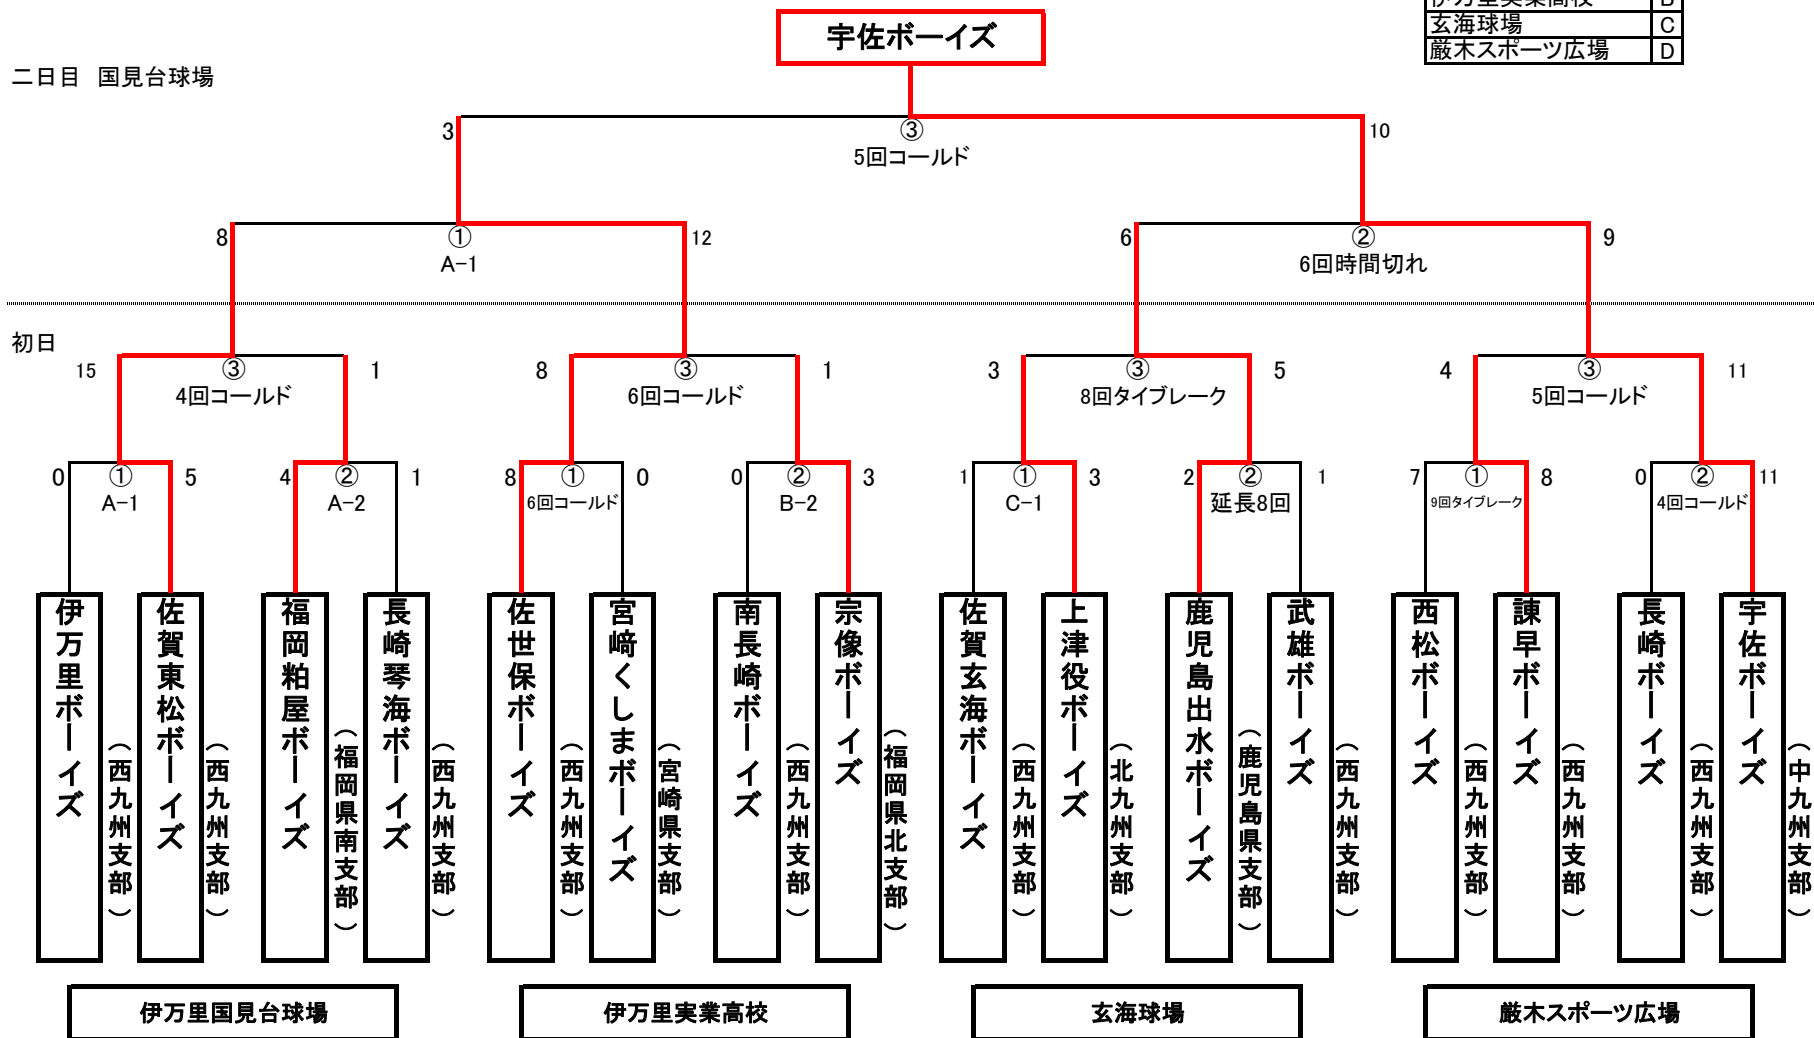 伊万里実業高校 B
宇佐ボーイズ
玄海球場 C
厳木スポーツ広場 D
二日目 国見台球場
3 ③ 10
5回コールド
8 ① 12
A-1
6 ② 9
6回時間切れ
初日
15 ③ 1
4回コールド
8 ③ 1
6回コールド
3 ③ 5
8回タイブレーク
4 ③ 11
5回コールド
0 ① 5
A-1
4 ② 1
A-2
8 ① 0
6回コールド
0 ② 3
B-2
1 ① 3
C-1
2 ② 1
延長8回
7 ① 8
9回タイブレーク
0 ② 11
4回コールド
伊万里ボーイズ
(西九州支部)
佐賀東松ボーイズ
(西九州支部)
福岡粕屋ボーイズ
(福岡県南支部)
長崎琴海ボーイズ
(西九州支部)
佐世保ボーイズ
(西九州支部)
宮﨑くしまボーイズ
(宮崎県支部)
南長崎ボーイズ
(西九州支部)
宗像ボーイズ
(福岡県北支部)
佐賀玄海ボーイズ
(西九州支部)
上津役ボーイズ
(北九州支部)
鹿児島出水ボーイズ
(鹿児島県支部)
武雄ボーイズ
(西九州支部)
西松ボーイズ
(西九州支部)
諫早ボーイズ
(西九州支部)
長崎ボーイズ
(西九州支部)
宇佐ボーイズ
(中九州支部)
伊万里国見台球場
伊万里実業高校
玄海球場
厳木スポーツ広場